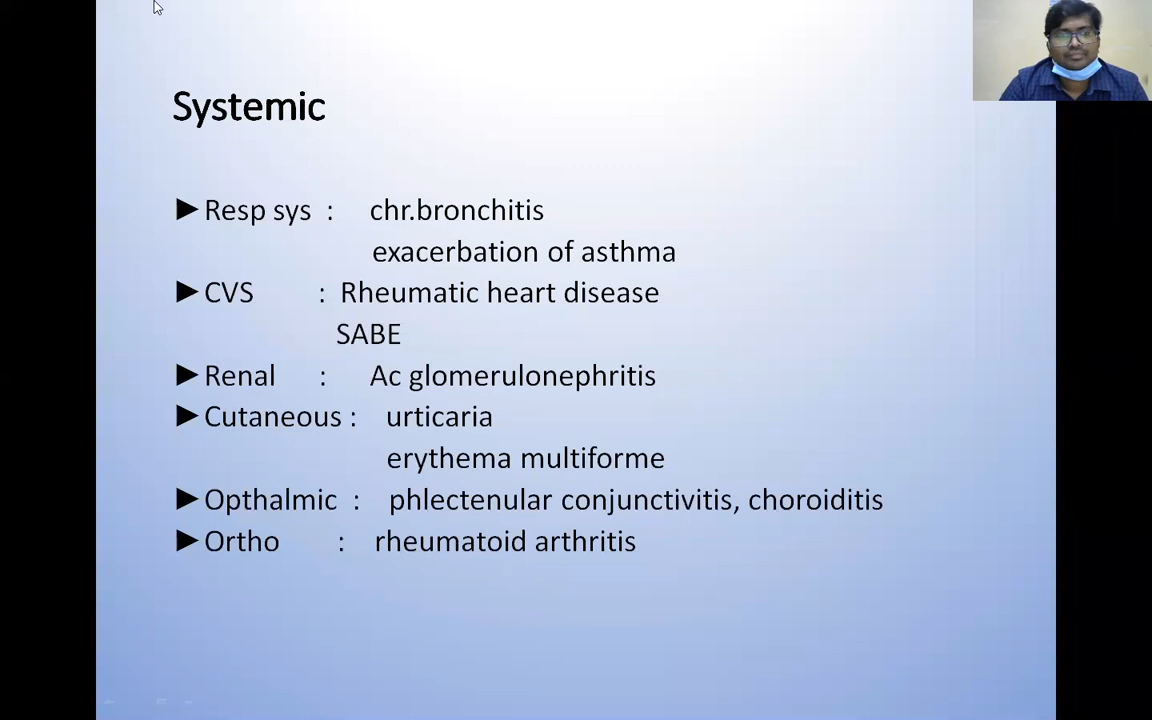 Systemic
►Resp sys : chr.bronchitis
exacerbation of asthma
►CVS : Rheumatic heart disease
SABE
►Renal : Ac glomerulonephritis
►Cutaneous : urticaria
erythema multiforme
►Opthalmic : phlectenular conjunctivitis, choroiditis
►Ortho : rheumatoid arthritis